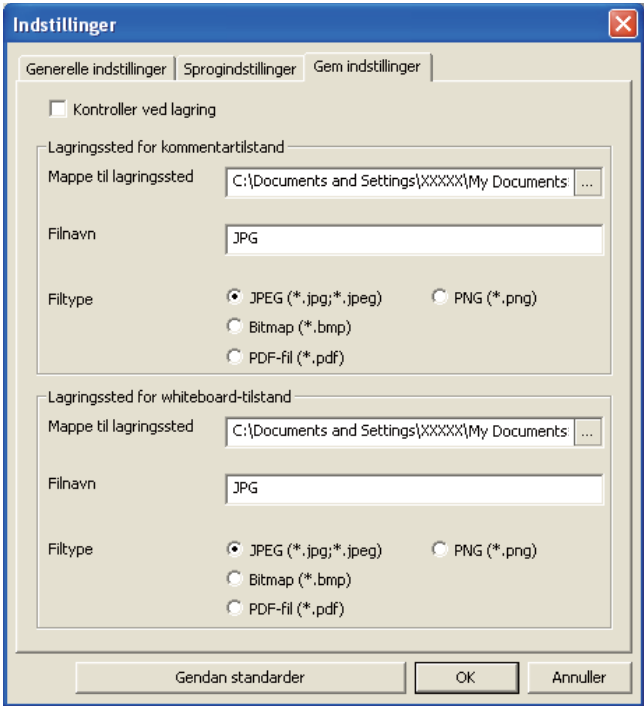 Indstillinger
Generelle indstillinger Sprogindstillinger Gem indstillinger
Kontroller ved lagring
Lagringssted for kommentartilstand
Mappe til lagringssted C:\Documents and Settings\XXXXX\My Documents ...
Filnavn JPG
Filtype JPEG (*.jpg;*.jpeg) PNG (*.png)
Bitmap (*.bmp)
PDF-fil (*.pdf)
Lagringssted for whiteboard-tilstand
Mappe til lagringssted C:\Documents and Settings\XXXXX\My Documents ...
Filnavn JPG
Filtype JPEG (*.jpg;*.jpeg) PNG (*.png)
Bitmap (*.bmp)
PDF-fil (*.pdf)
Gendan standarder OK Annuller